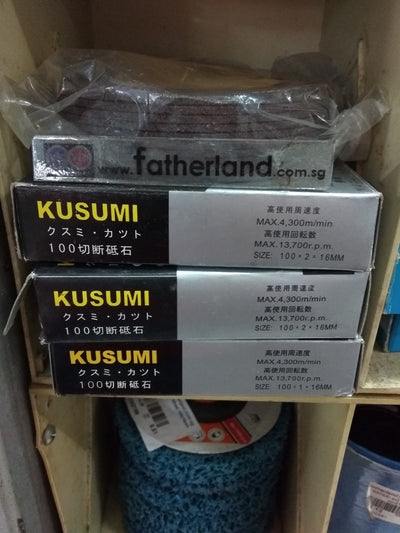 www.fatherland.com.sg
KUSUMI
クスミ・カツト
100切断砥石
高使用周速度
MAX.4,300m/min
高使用回転数
MAX.13,700r.p.m.
SIZE: 100・2・16MM
KUSUMI
クスミ・カツト
100切断砥石
高使用周速度
MAX.4,300m/min
高使用回転数
MAX.13,700r.p.m.
SIZE: 100・2・16MM
KUSUMI
クスミ・カツト
100切断砥石
高使用周速度
MAX.4,300m/min
高使用回転数
MAX.13,700r.p.m.
SIZE: 100・1・16MM